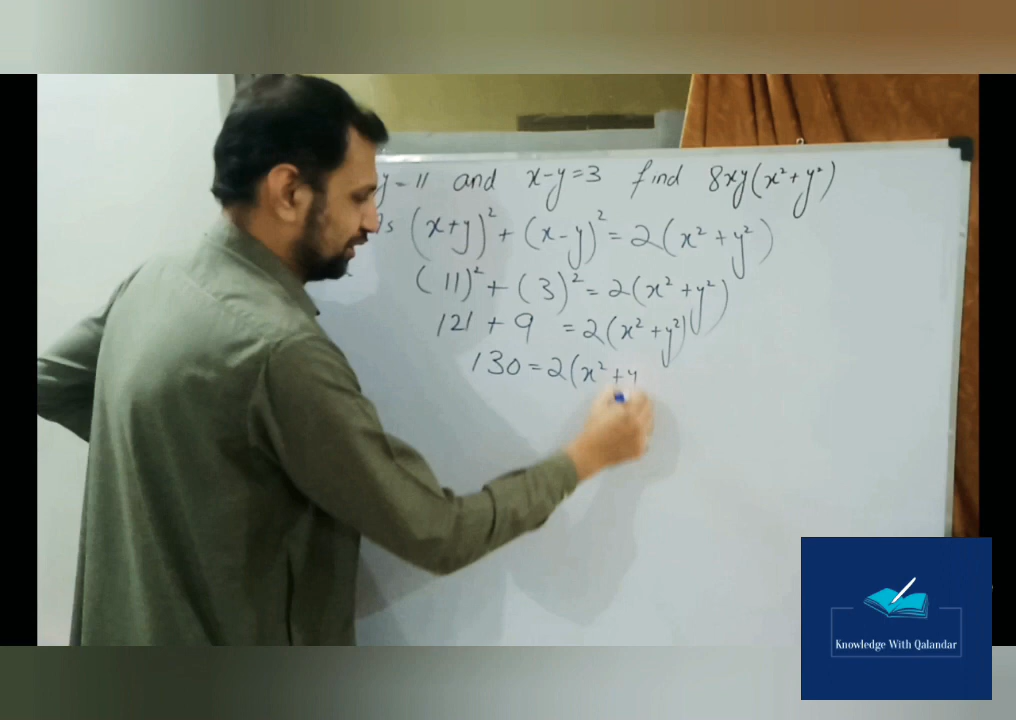 y = 11 and x-y=3 find 8xy(x²+y²)
(x+y)² + (x-y)² = 2(x²+y²)
(11)² + (3)² = 2(x²+y²)
121 + 9 = 2(x²+y²)
130 = 2(x²+y
Knowledge With Qalandar